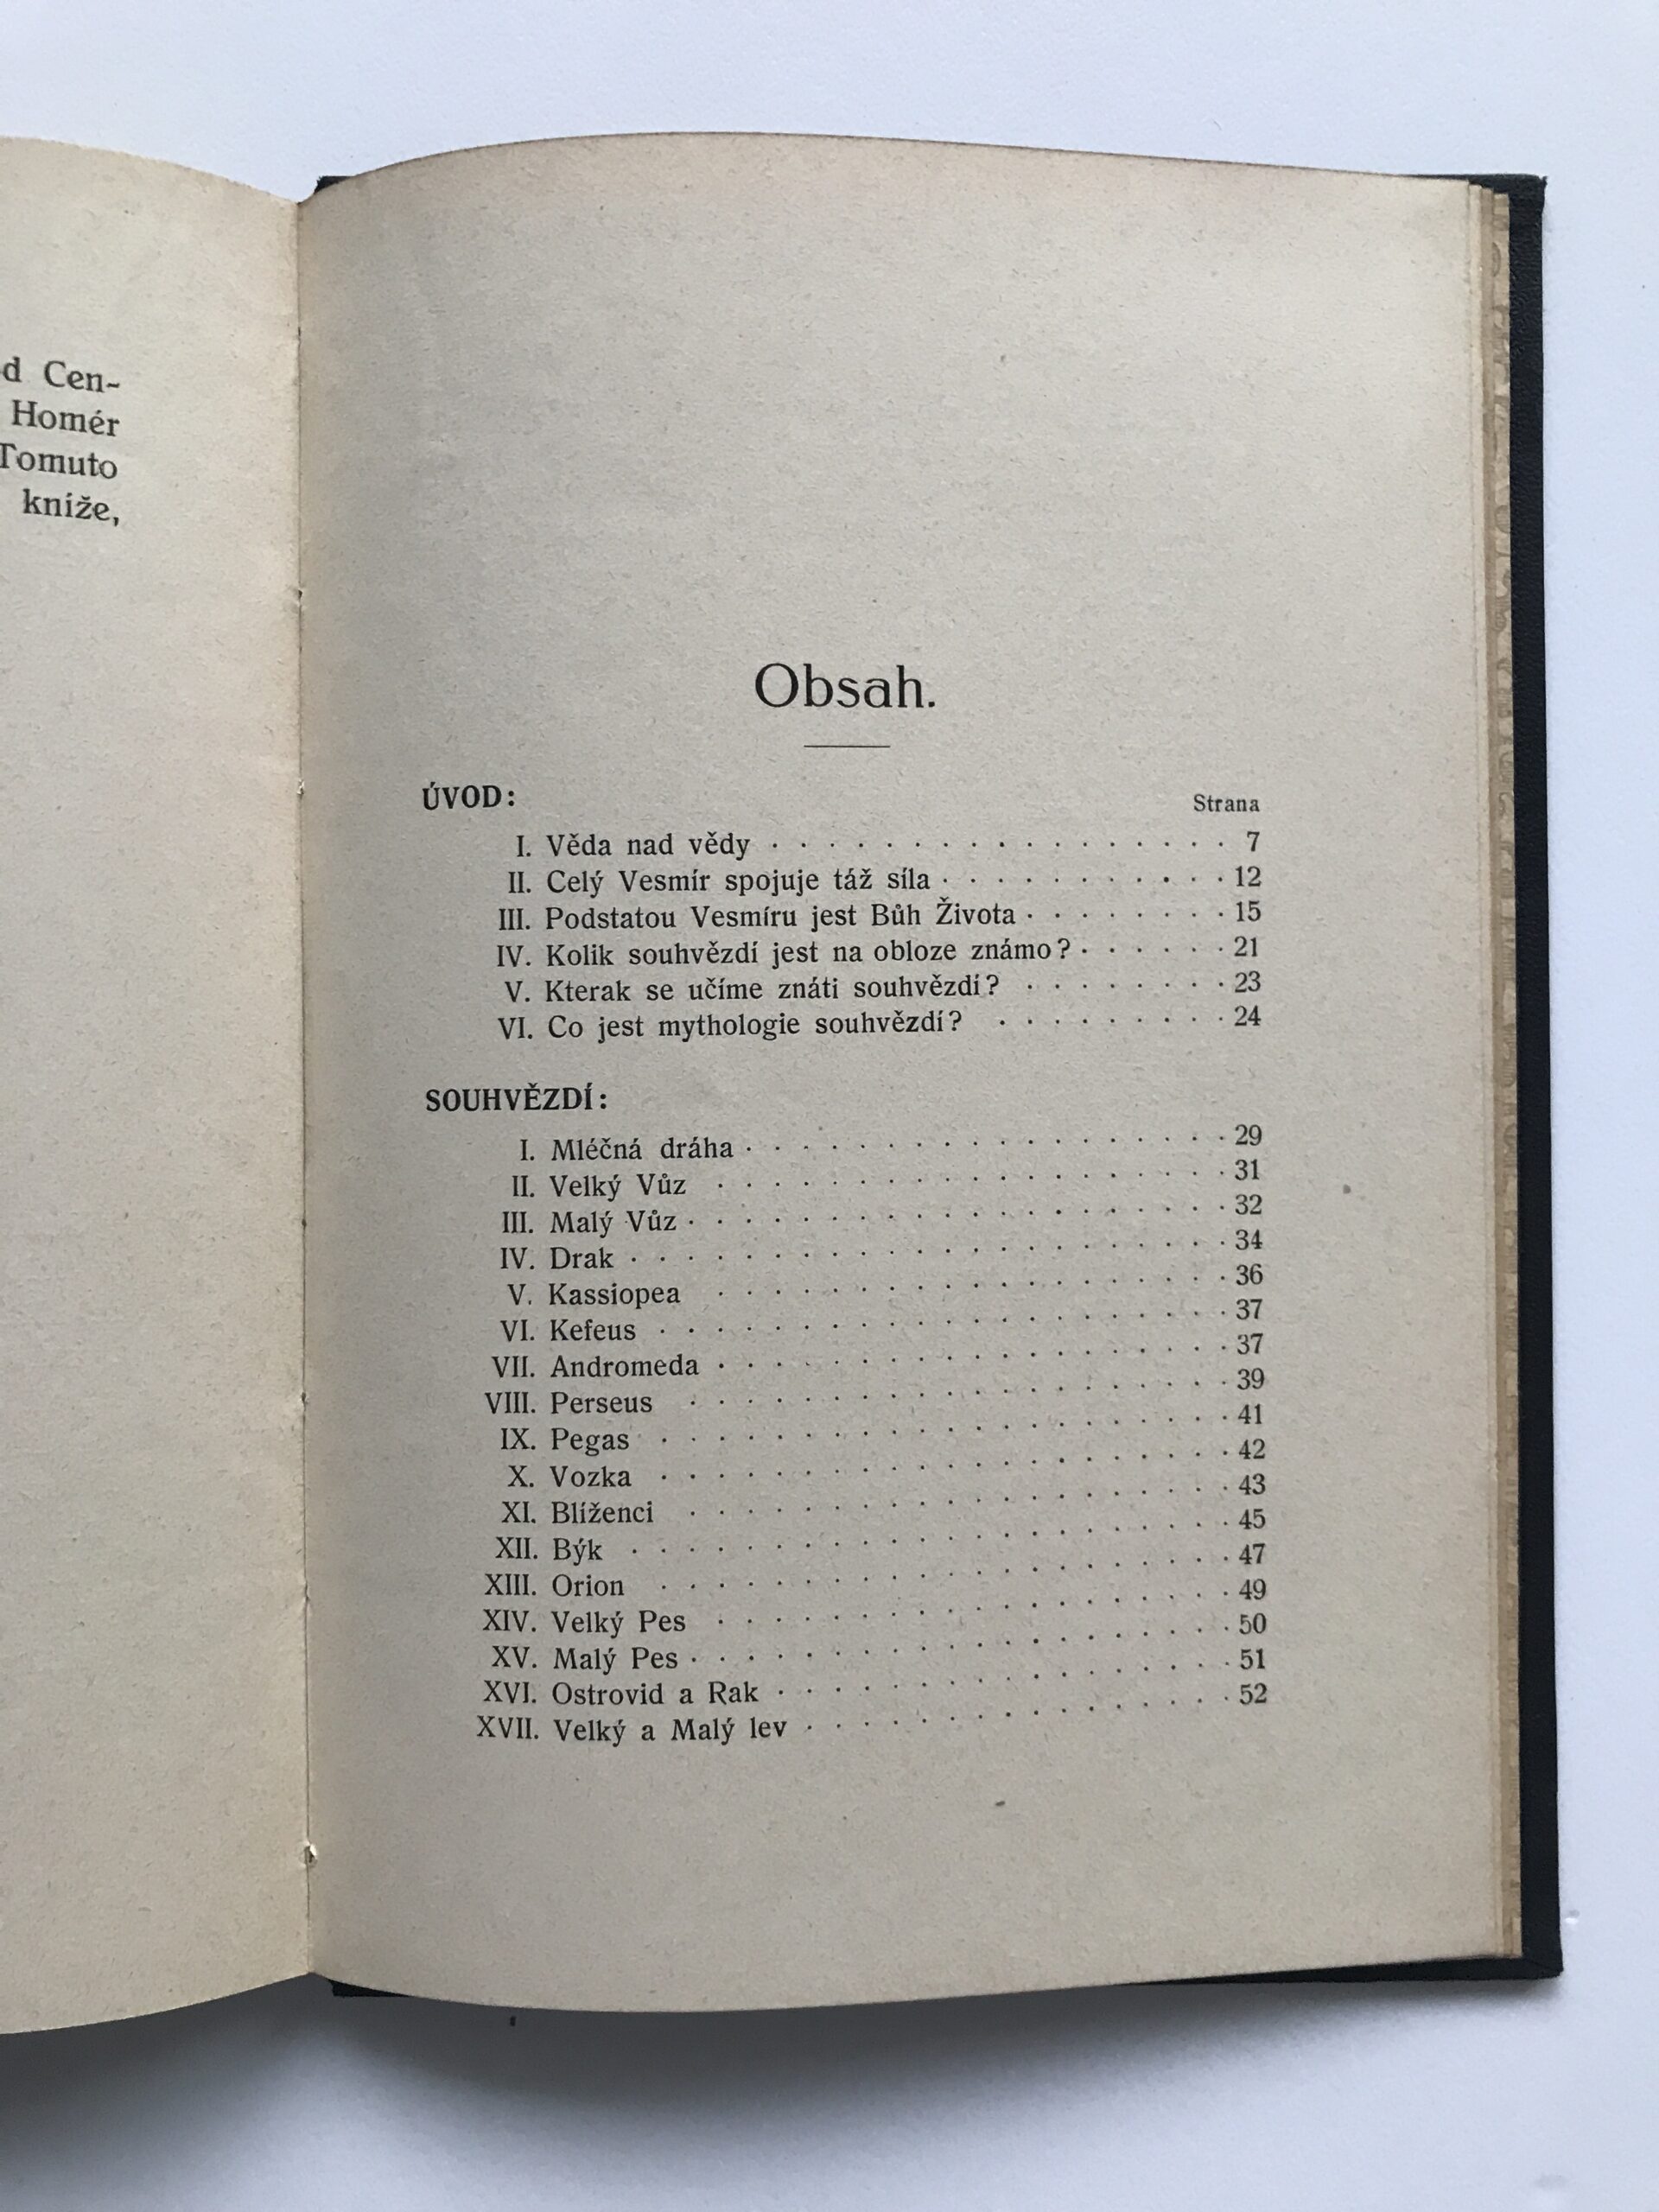 d Cen-
Homér
Tomuto
kníže,
Obsah.
ÚVOD:
Strana
I. Věda nad vědy . . . . . . . . . . . . . . . . 7
II. Celý Vesmír spojuje táž síla . . . . . . . . . . . 12
III. Podstatou Vesmíru jest Bůh Života . . . . . . . . 15
IV. Kolik souhvězdí jest na obloze známo? . . . . . . 21
V. Kterak se učíme znáti souhvězdí? . . . . . . . . 23
VI. Co jest mythologie souhvězdí? . . . . . . . . . 24
SOUHVĚZDÍ:
I. Mléčná dráha . . . . . . . . . . . . . . . . . 29
II. Velký Vůz . . . . . . . . . . . . . . . . . . 31
III. Malý Vůz . . . . . . . . . . . . . . . . . . . 32
IV. Drak . . . . . . . . . . . . . . . . . . . . . 34
V. Kassiopea . . . . . . . . . . . . . . . . . . 36
VI. Kefeus . . . . . . . . . . . . . . . . . . . . 37
VII. Andromeda . . . . . . . . . . . . . . . . . . 37
VIII. Perseus . . . . . . . . . . . . . . . . . . . 39
IX. Pegas . . . . . . . . . . . . . . . . . . . . 41
X. Vozka . . . . . . . . . . . . . . . . . . . . 42
XI. Blíženci . . . . . . . . . . . . . . . . . . . 43
XII. Býk . . . . . . . . . . . . . . . . . . . . . 45
XIII. Orion . . . . . . . . . . . . . . . . . . . . 47
XIV. Velký Pes . . . . . . . . . . . . . . . . . . 49
XV. Malý Pes . . . . . . . . . . . . . . . . . . . 50
XVI. Ostrovid a Rak . . . . . . . . . . . . . . . . 51
XVII. Velký a Malý lev . . . . . . . . . . . . . . . 52